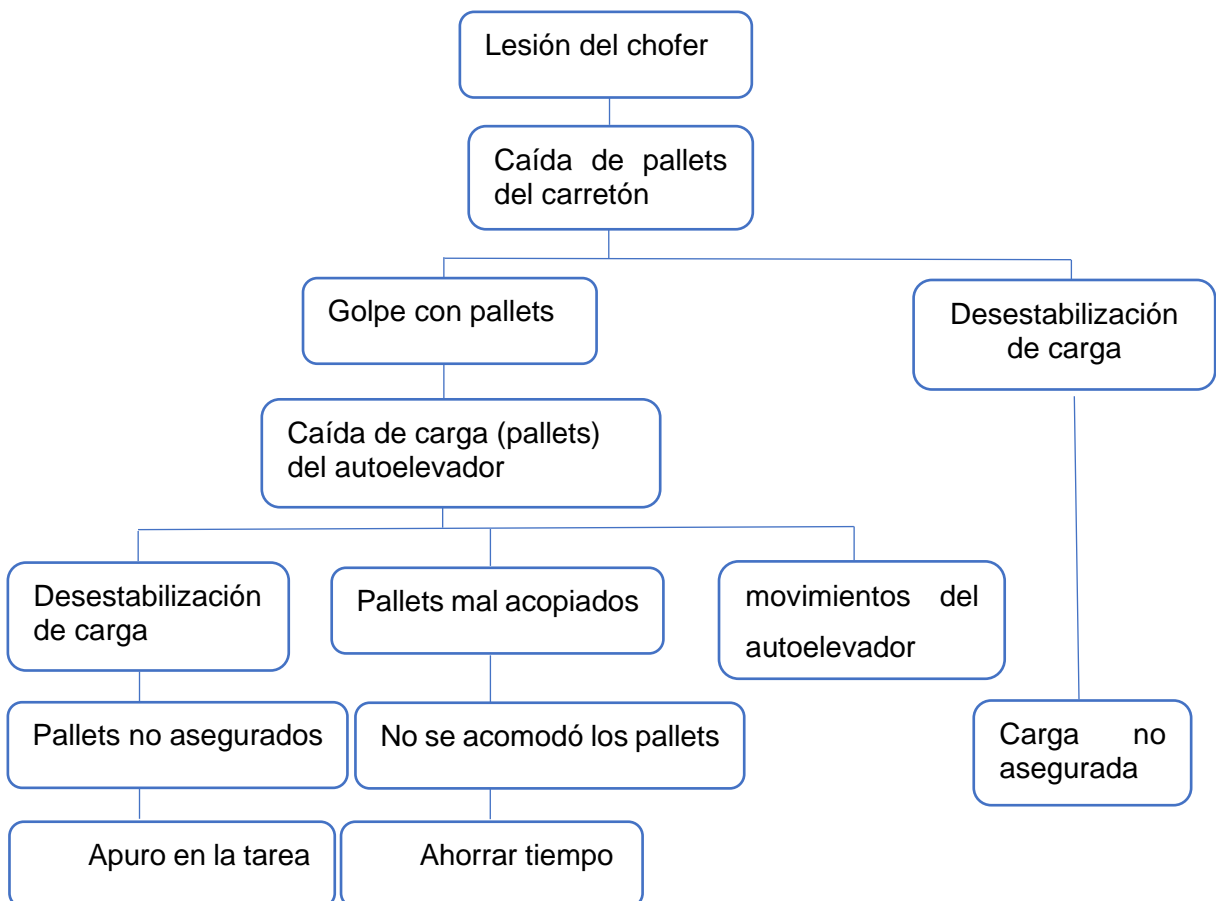 Lesión del chofer
Caída de pallets
del carretón
Golpe con pallets
Desestabilización
de carga
Caída de carga (pallets)
del autoelevador
Desestabilización
de carga
Pallets mal acopiados
movimientos del
autoelevador
Pallets no asegurados
No se acomodó los pallets
Carga no
asegurada
Apuro en la tarea
Ahorrar tiempo